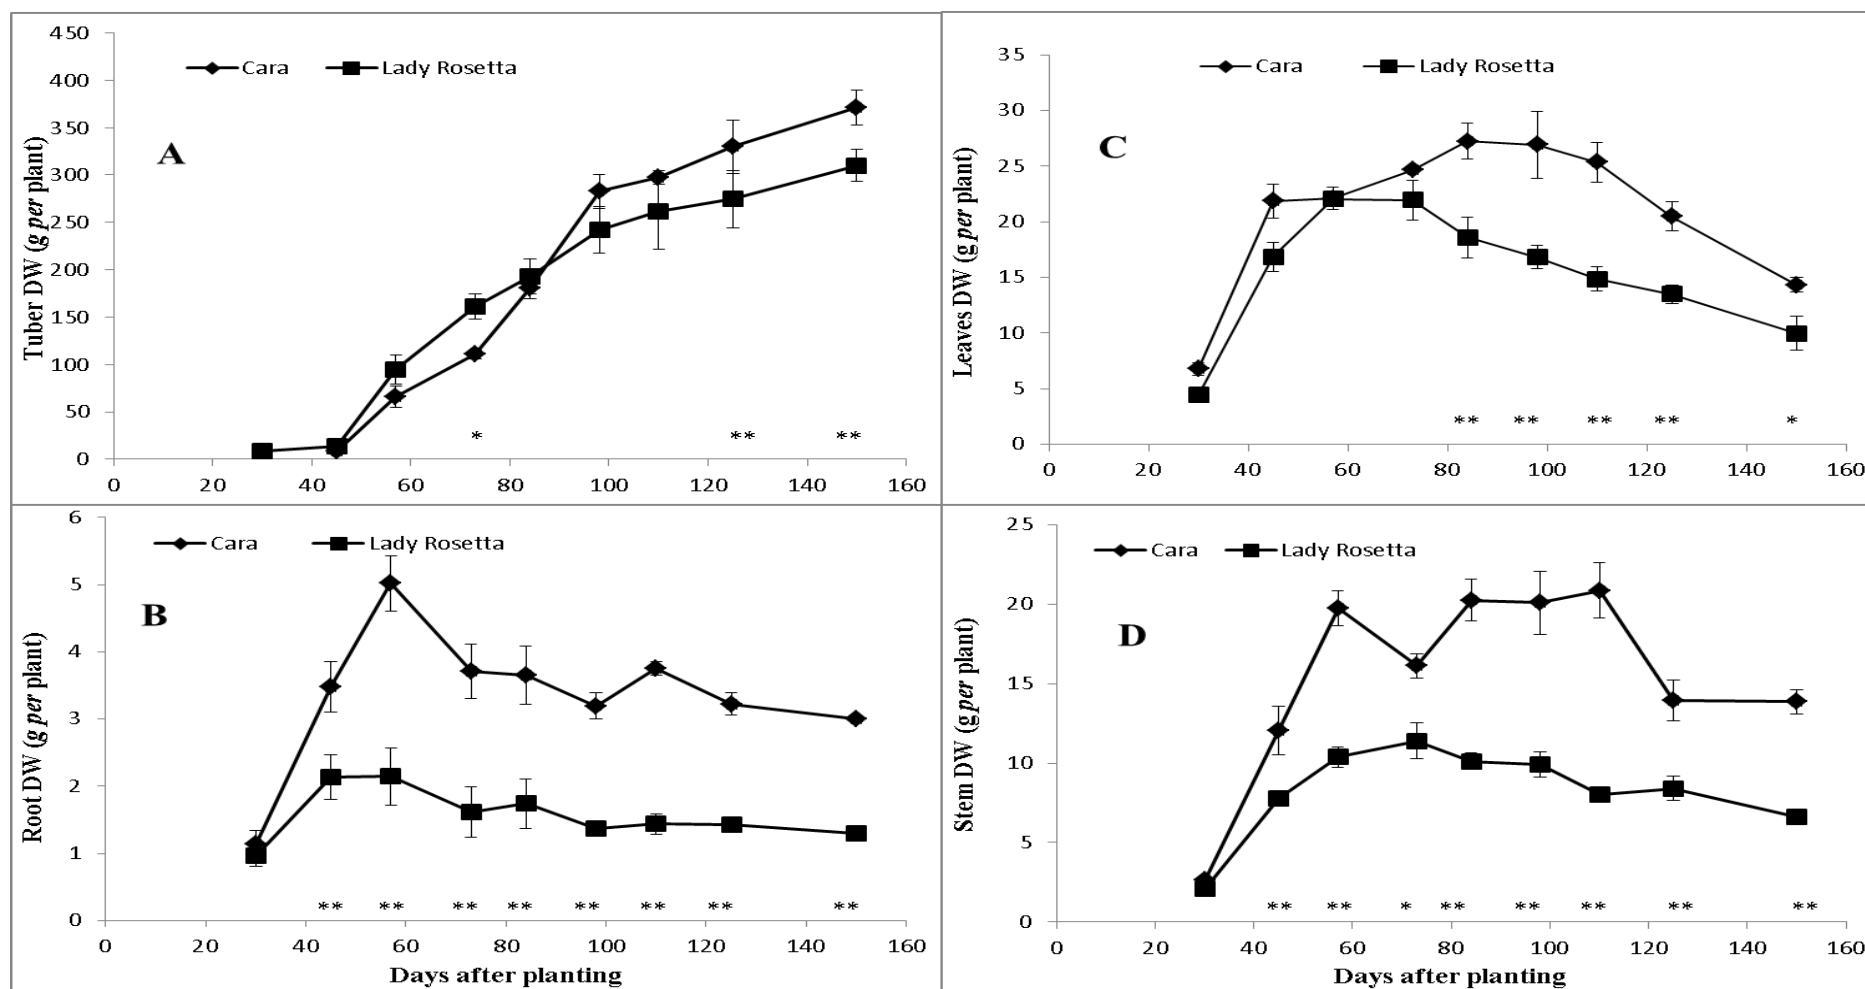 450
400
350
300
250
200
150
100
50
0
Tuber DW (g per plant)
Cara Lady Rosetta
A
* ** **
0 20 40 60 80 100 120 140 160
35
30
25
20
15
10
5
0
Leaves DW (g per plant)
Cara Lady Rosetta
C
** ** ** ** *
0 20 40 60 80 100 120 140 160
6
5
4
3
2
1
0
Root DW (g per plant)
Cara Lady Rosetta
B
** ** ** ** ** ** ** **
0 20 40 60 80 100 120 140 160
Days after planting
25
20
15
10
5
0
Stem DW (g per plant)
Cara Lady Rosetta
D
** ** * ** ** ** ** **
0 20 40 60 80 100 120 140 160
Days after planting